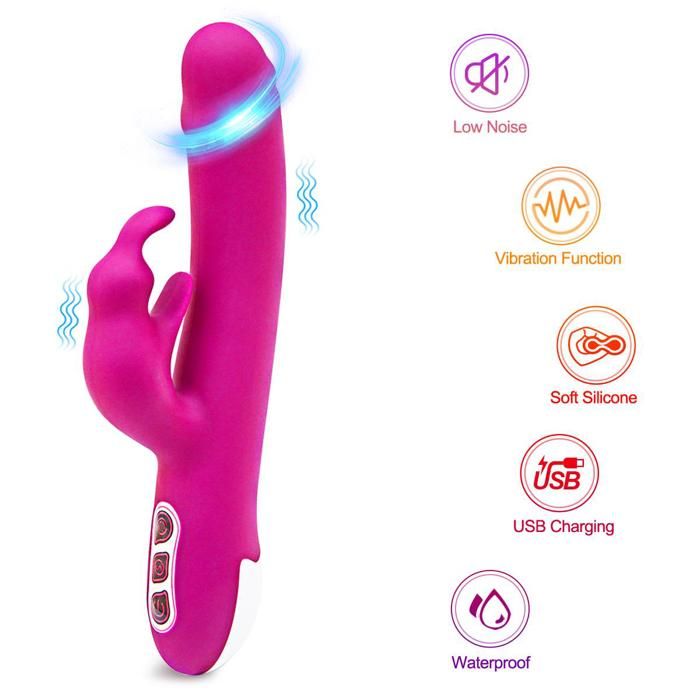 Low Noise
Vibration Function
Soft Silicone
USB
USB Charging
Waterproof